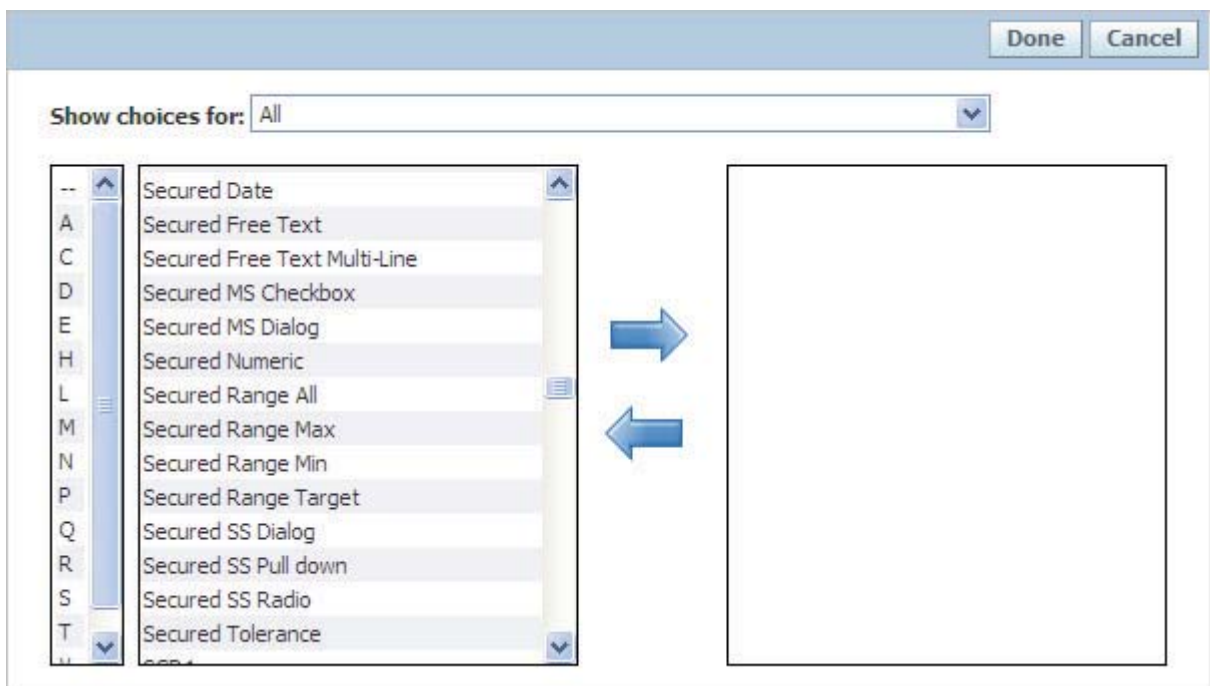 Done Cancel
Show choices for: All
--
A
C
D
E
H
L
M
N
P
Q
R
S
T
Secured Date
Secured Free Text
Secured Free Text Multi-Line
Secured MS Checkbox
Secured MS Dialog
Secured Numeric
Secured Range All
Secured Range Max
Secured Range Min
Secured Range Target
Secured SS Dialog
Secured SS Pull down
Secured SS Radio
Secured Tolerance